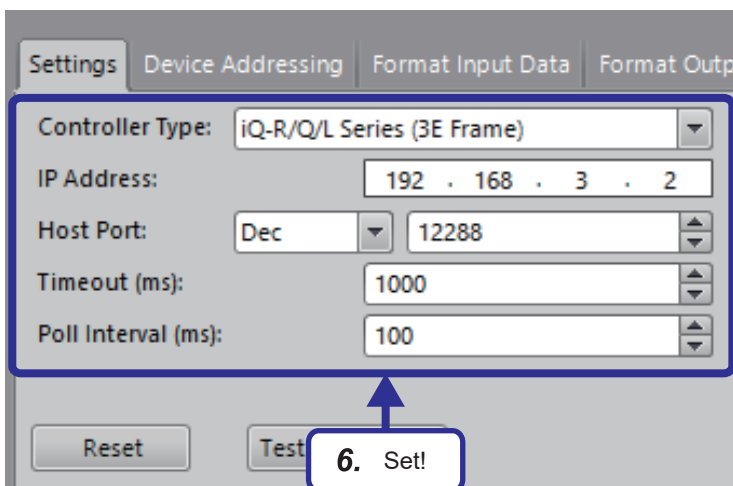 Settings Device Addressing Format Input Data Format Outp
Controller Type: iQ-R/Q/L Series (3E Frame)
IP Address: 192 . 168 . 3 . 2
Host Port: Dec 12288
Timeout (ms): 1000
Poll Interval (ms): 100
Reset Test
6. Set!